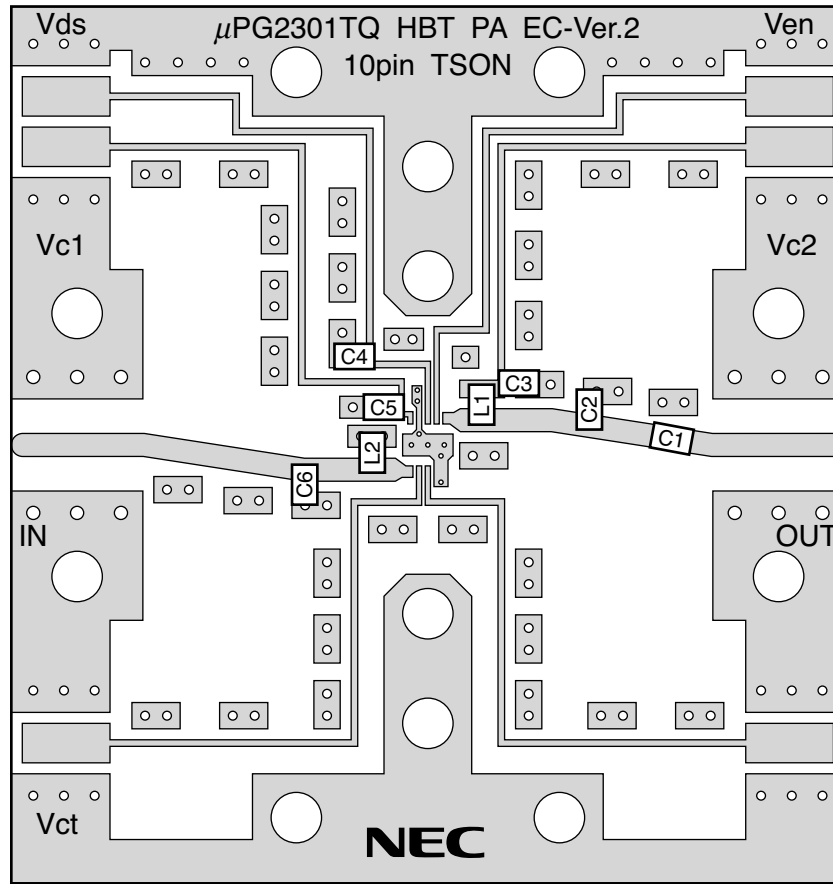 Vds
μPG2301TQ HBT PA EC-Ver.2
Ven
10pin TSON
Vc1
Vc2
C4
C3
C5
L1
C2
C1
L2
C6
IN
OUT
Vct
NEC